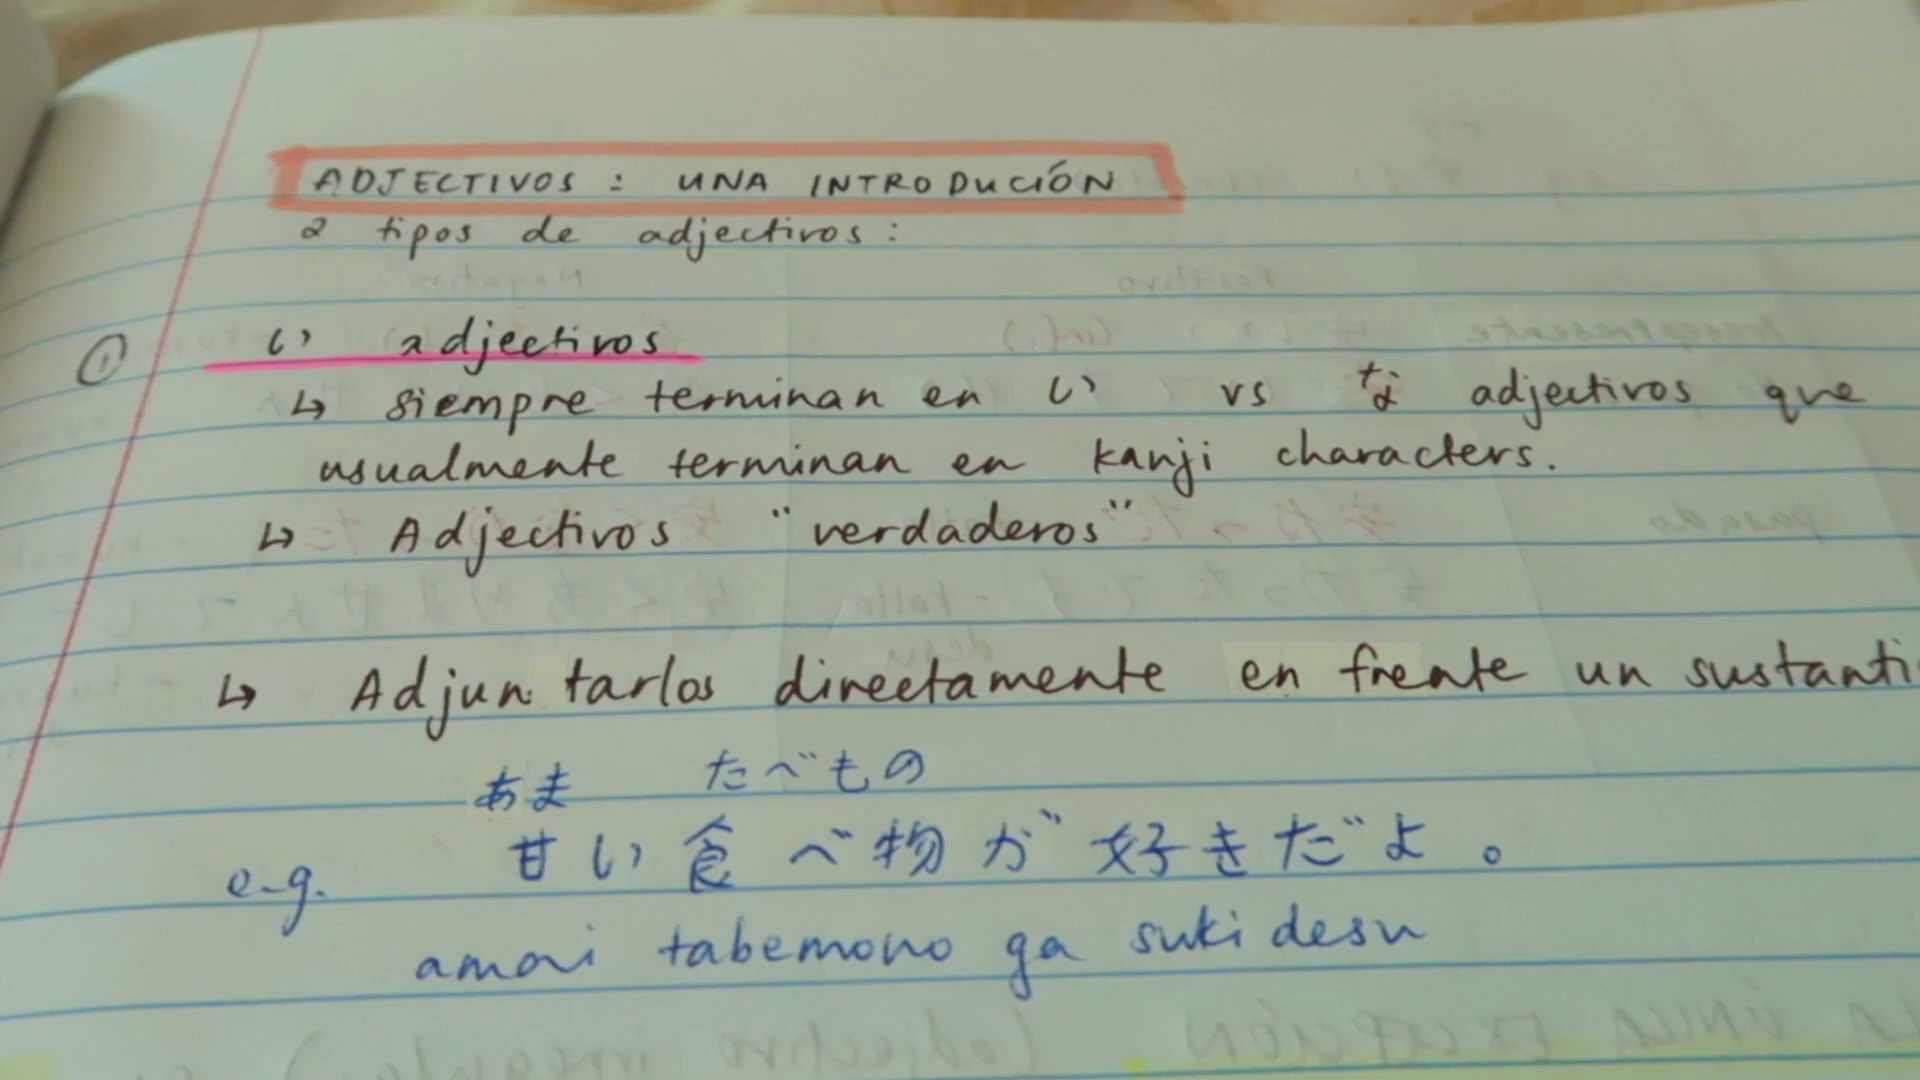 ADJECTIVOS : UNA INTRODUCIÓN
2 tipos de adjectivos :
① い adjectivos
↳ siempre terminan en い vs な adjectivos que
usualmente terminan en kanji characters.
↳ Adjectivos "verdaderos"
↳ Adjuntarlos directamente en frente un sustanti
あま たべもの
e.g. 甘い食べ物が好きだよ。
amai tabemono ga suki desu